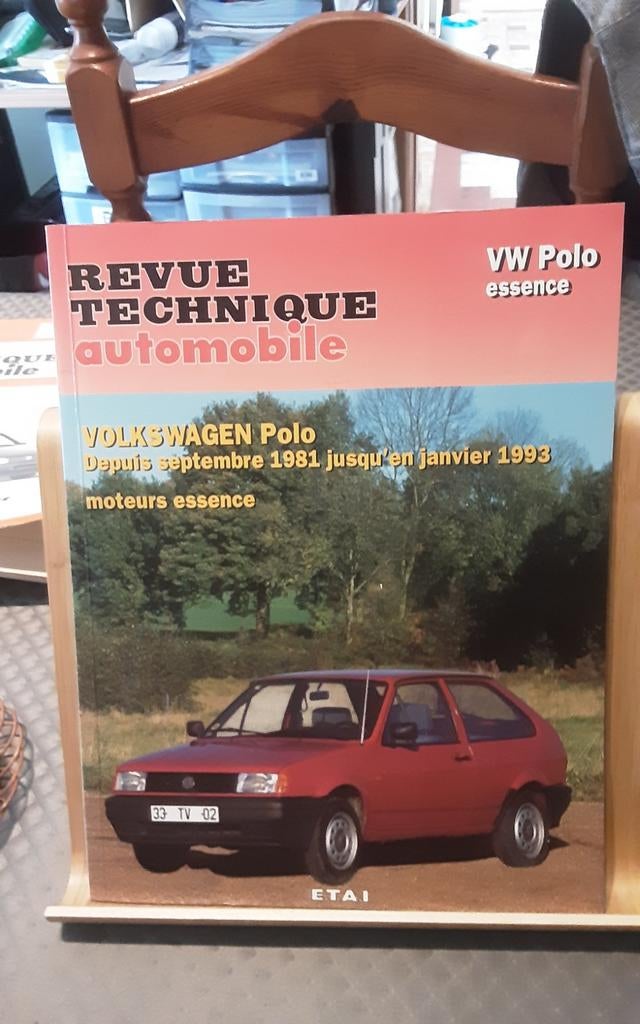 REVUE
TECHNIQUE
automobile
VW Polo
essence
VOLKSWAGEN Polo
Depuis septembre 1981 jusqu'en janvier 1993
moteurs essence
33 TV 02
ETAI